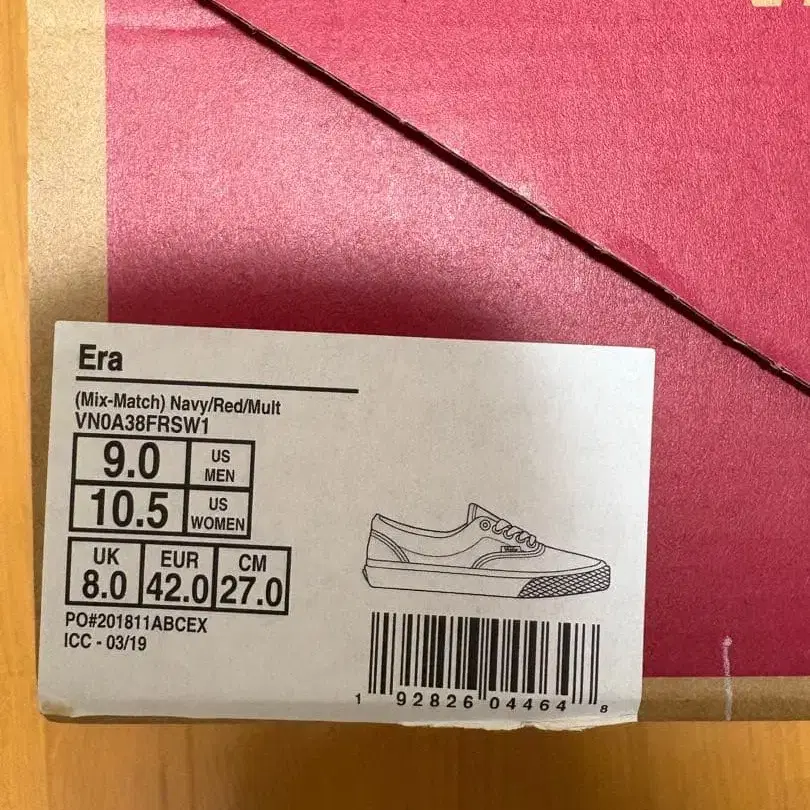 Era
(Mix-Match) Navy/Red/Mult
VN0A38FRSW1
9.0 US MEN
10.5 US WOMEN
UK EUR CM
8.0 42.0 27.0
PO#201811ABCEX
ICC - 03/19
1 92826 04464 8